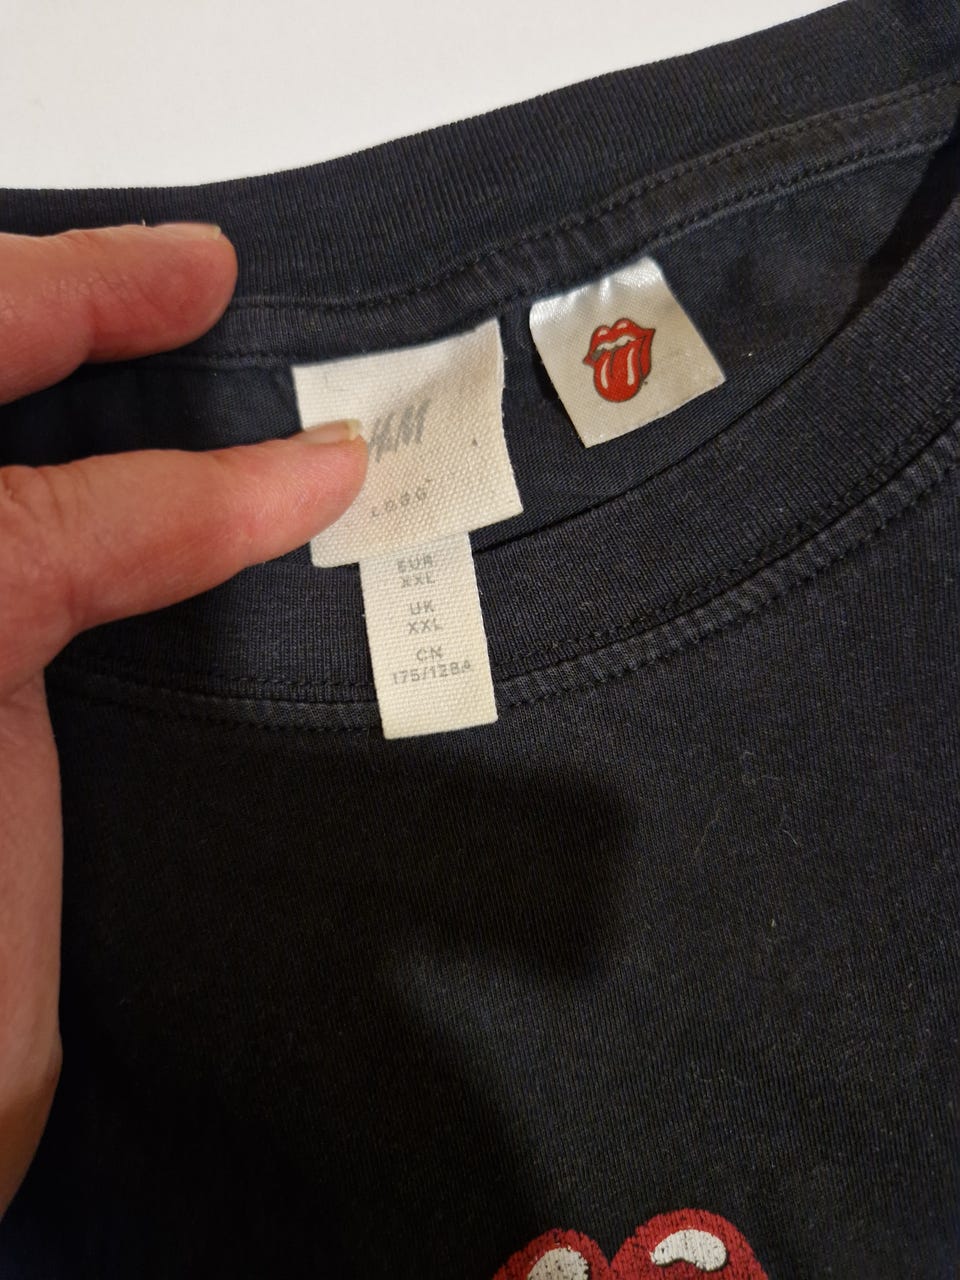 H&M
L.O.G.G
EUR
XXL
UK
XXL
CN
175/128A